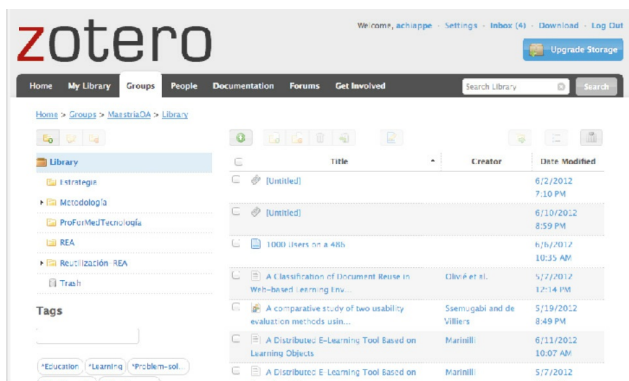 zotero
Welcome, achiappe · Settings · Inbox (4) · Download · Log Out
Upgrade Storage
Home My Library Groups People Documentation Forums Get Involved
Search Library
Search
Home > Groups > MaestriaOA > Library
Title Creator Date Modified
Library
Estrategia
Metodología
ProForMedTecnología
REA
Reutilización-REA
Trash
Tags
*Education *Learning *Problem-sol...
[Untitled] 6/2/2012
7:10 PM
[Untitled] 6/10/2012
8:59 PM
1000 Users on a 486 6/6/2012
10:35 AM
A Classification of Document Reuse in Olivié et al. 5/7/2012
Web-based Learning Env... 12:14 PM
A comparative study of two usability Ssemugabi and de 5/19/2012
evaluation methods usin... Villiers 8:49 PM
A Distributed E-Learning Tool Based on Marinilli 6/11/2012
Learning Objects 10:07 AM
A Distributed E-Learning Tool Based on Marinilli 5/7/2012